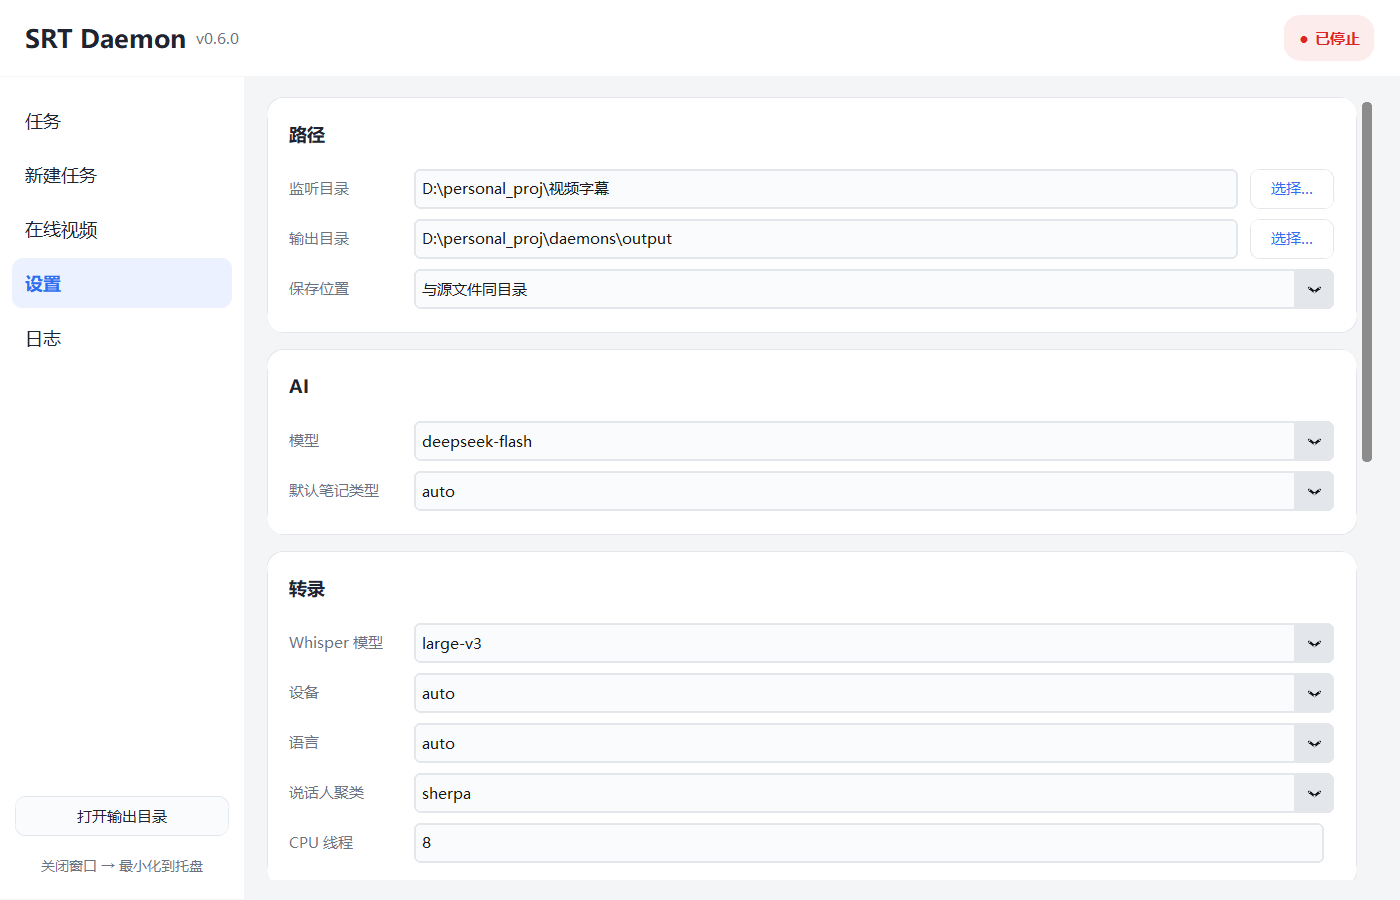 SRT Daemon v0.6.0
● 已停止
任务
新建任务
在线视频
设置
日志
打开输出目录
关闭窗口 → 最小化到托盘
路径
监听目录 D:\personal_proj\视频字幕 选择...
输出目录 D:\personal_proj\daemons\output 选择...
保存位置 与源文件同目录
AI
模型 deepseek-flash
默认笔记类型 auto
转录
Whisper 模型 large-v3
设备 auto
语言 auto
说话人聚类 sherpa
CPU 线程 8